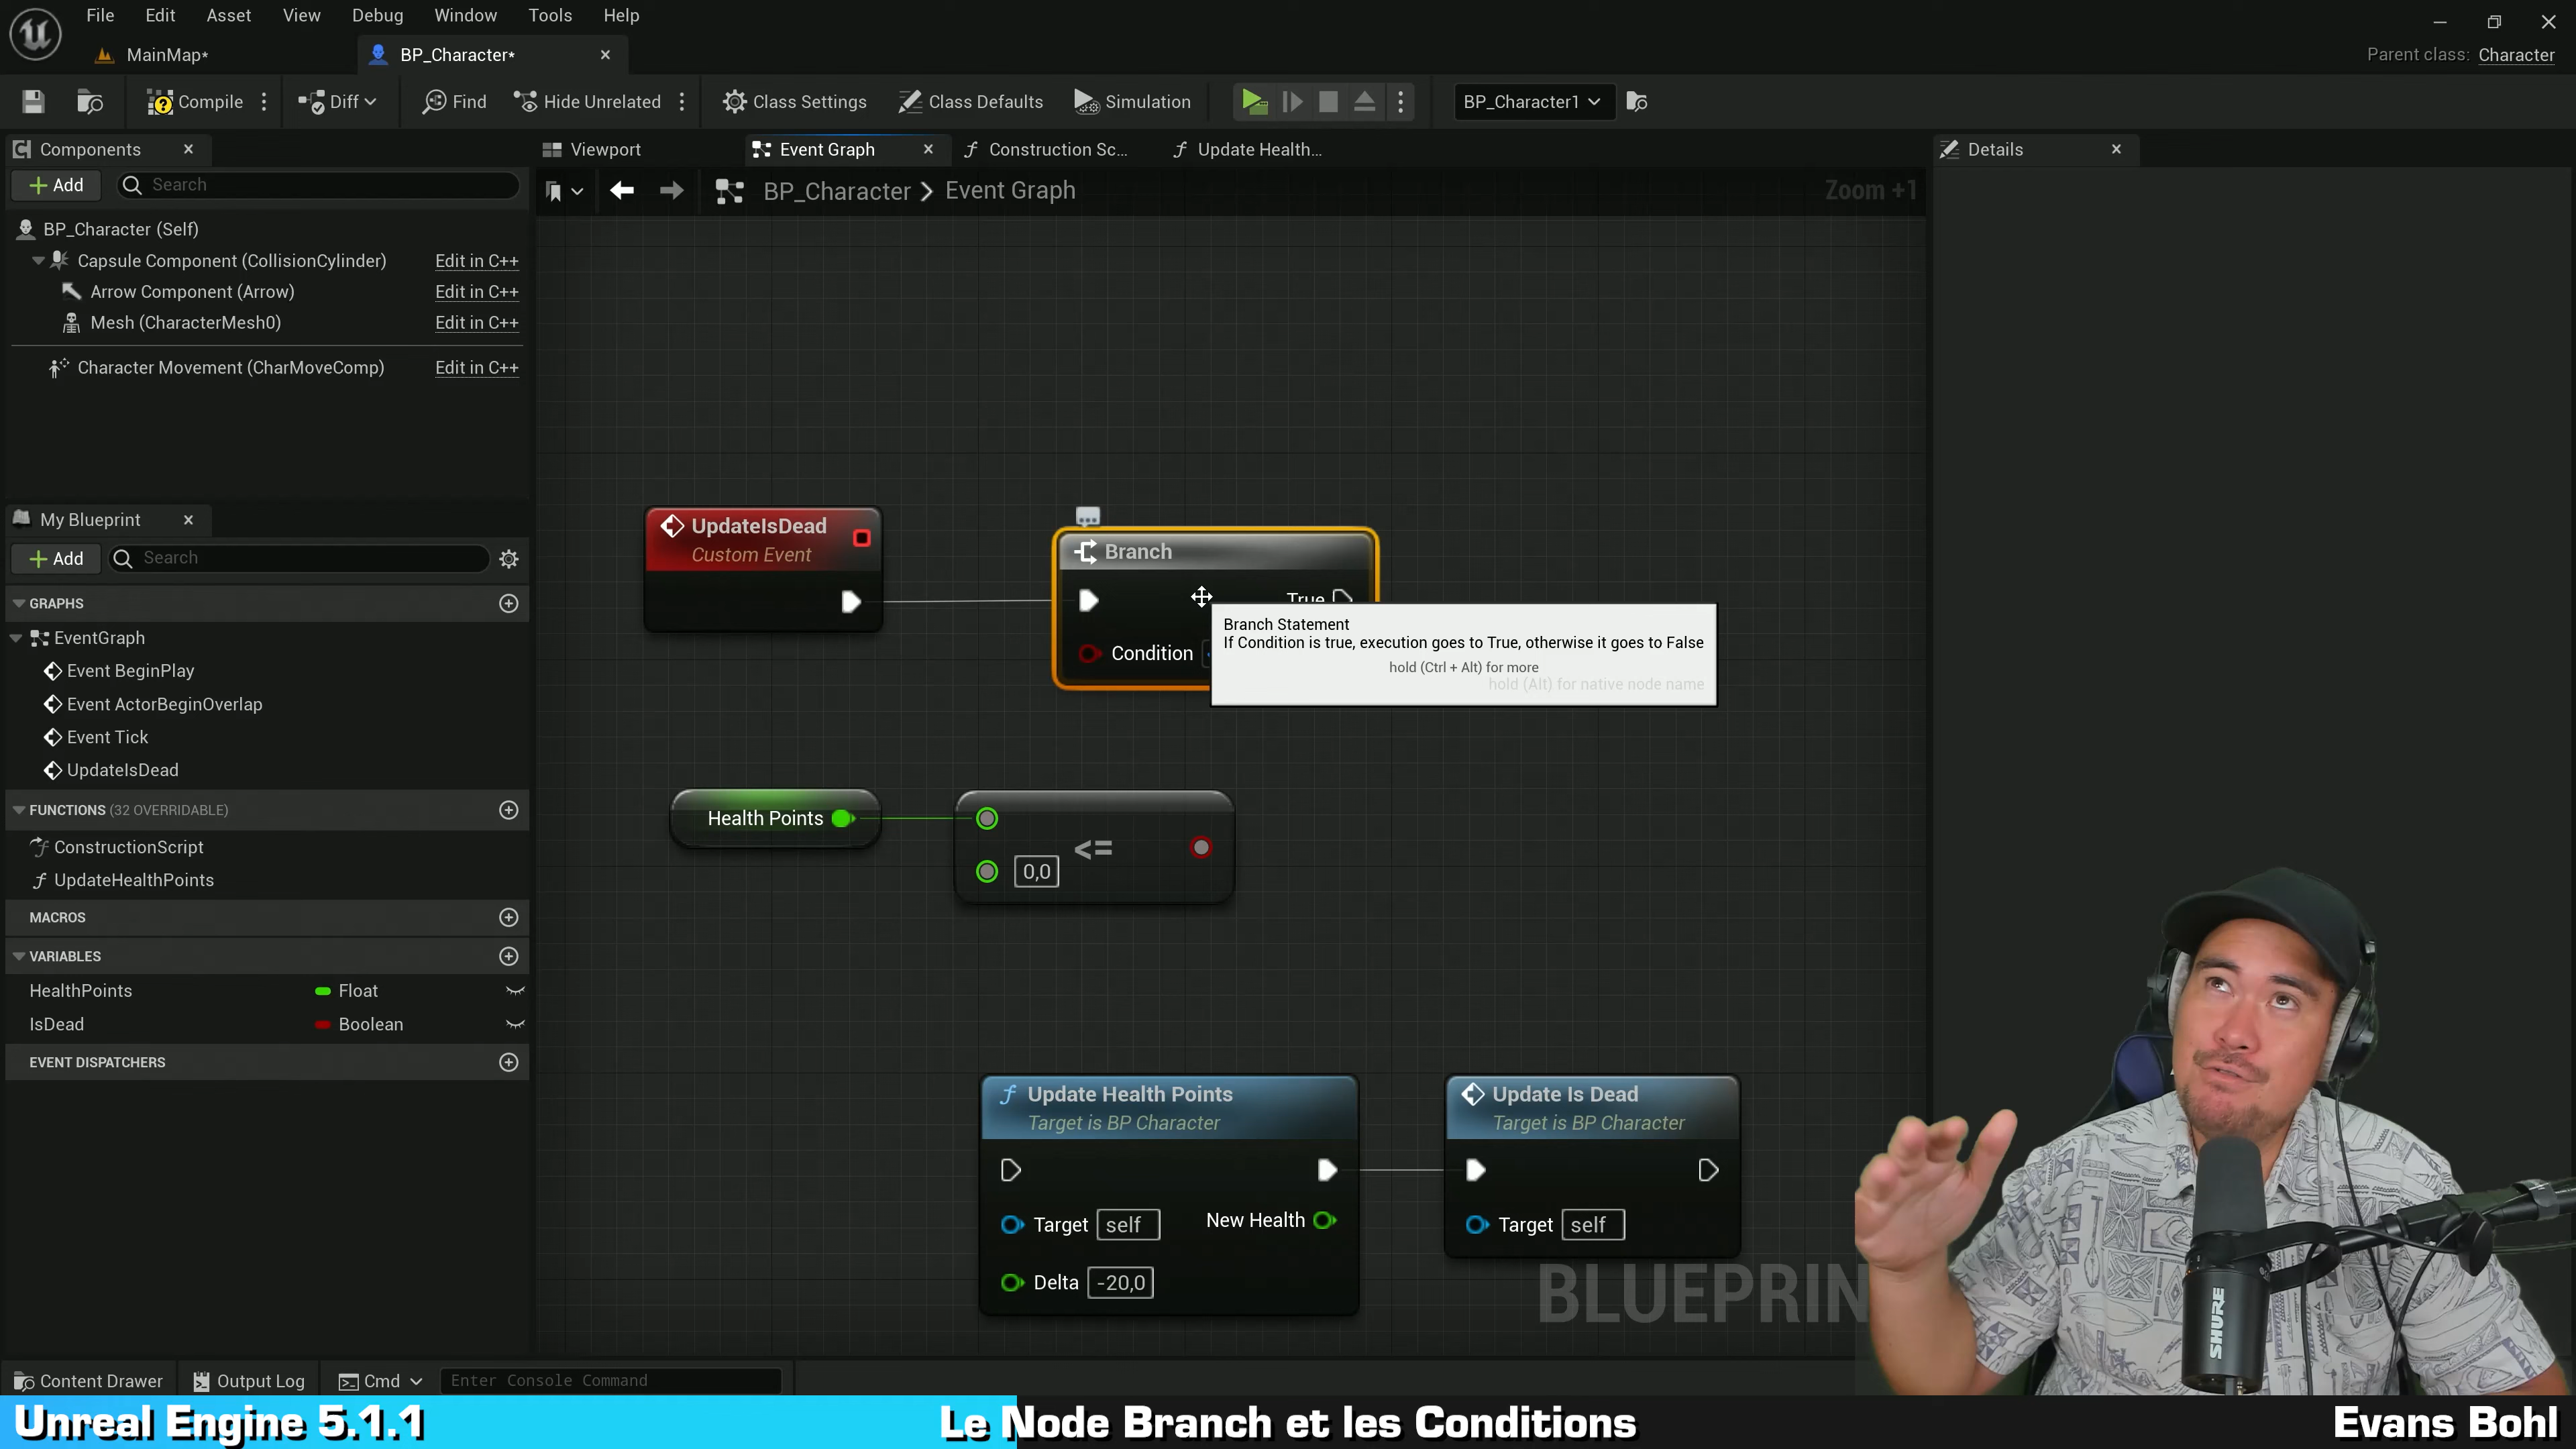 File Edit Asset View Debug Window Tools Help
MainMap* BP_Character* Parent class: Character
Compile Diff Find Hide Unrelated Class Settings Class Defaults Simulation BP_Character1
Components Viewport Event Graph Construction Sc... Update Health... Details
Add Search
BP_Character > Event Graph Zoom +1
BP_Character (Self)
Capsule Component (CollisionCylinder) Edit in C++
Arrow Component (Arrow) Edit in C++
Mesh (CharacterMesh0) Edit in C++
Character Movement (CharMoveComp) Edit in C++
My Blueprint
Add Search
GRAPHS
EventGraph
Event BeginPlay
Event ActorBeginOverlap
Event Tick
UpdateIsDead
FUNCTIONS (32 OVERRIDABLE)
ConstructionScript
UpdateHealthPoints
MACROS
VARIABLES
HealthPoints Float
IsDead Boolean
EVENT DISPATCHERS
UpdateIsDead
Custom Event
Branch
True
Condition
Branch Statement
If Condition is true, execution goes to True, otherwise it goes to False
hold (Ctrl + Alt) for more
hold (Alt) for native node name
Health Points
0,0 <=
Update Health Points
Target is BP Character
Target self New Health
Delta -20,0
Update Is Dead
Target is BP Character
Target self
BLUEPRIN
SHURE
Content Drawer Output Log Cmd Enter Console Command
Unreal Engine 5.1.1 Le Node Branch et les Conditions Evans Bohl